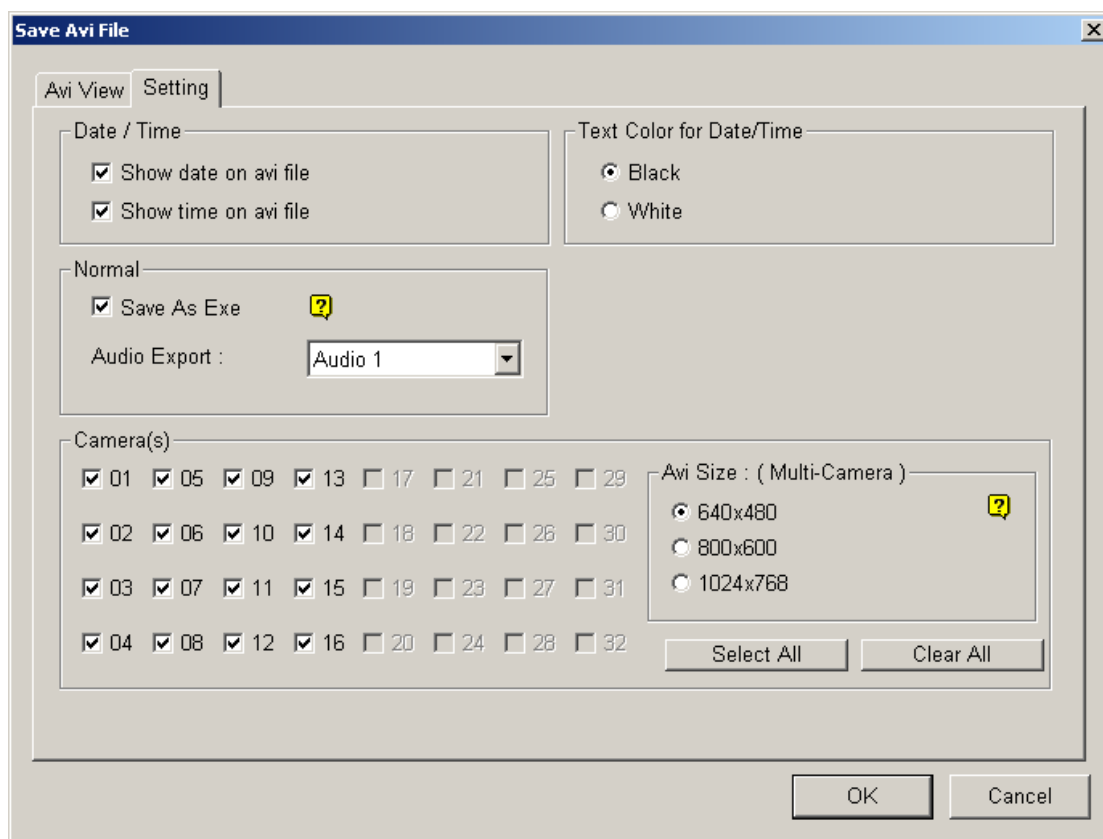 Save Avi File
Avi View Setting
Date / Time
Show date on avi file
Show time on avi file
Text Color for Date/Time
Black
White
Normal
Save As Exe ?
Audio Export : Audio 1
Camera(s)
01 05 09 13 17 21 25 29
02 06 10 14 18 22 26 30
03 07 11 15 19 23 27 31
04 08 12 16 20 24 28 32
Avi Size : ( Multi-Camera )
640x480 ?
800x600
1024x768
Select All Clear All
OK Cancel